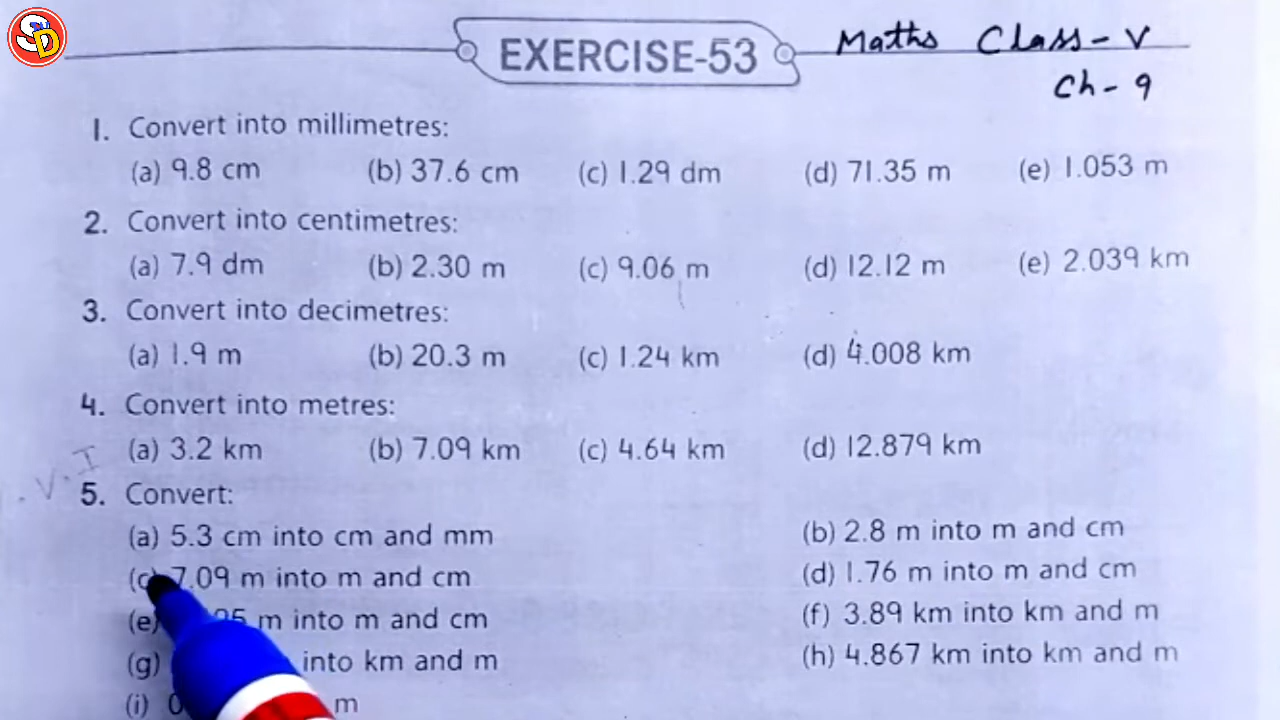 SD
EXERCISE-53
Maths Class - V
Ch - 9
1. Convert into millimetres:
(a) 9.8 cm (b) 37.6 cm (c) 1.29 dm (d) 71.35 m (e) 1.053 m
2. Convert into centimetres:
(a) 7.9 dm (b) 2.30 m (c) 9.06 m (d) 12.12 m (e) 2.039 km
3. Convert into decimetres:
(a) 1.9 m (b) 20.3 m (c) 1.24 km (d) 4.008 km
4. Convert into metres:
(a) 3.2 km (b) 7.09 km (c) 4.64 km (d) 12.879 km
V.I
5. Convert:
(a) 5.3 cm into cm and mm (b) 2.8 m into m and cm
(c) 7.09 m into m and cm (d) 1.76 m into m and cm
(e) m into m and cm (f) 3.89 km into km and m
(g) into km and m (h) 4.867 km into km and m
(i) m